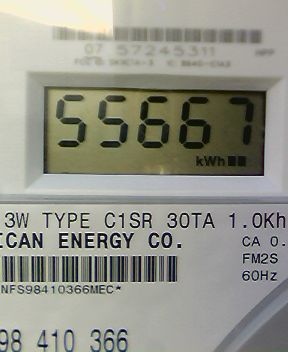 07 57245311
55667
kWh
3W TYPE C1SR 30TA 1.0Kh
ICAN ENERGY CO.
CA 0.
FM2S
60Hz
NFS98410366MEC*
98 410 366